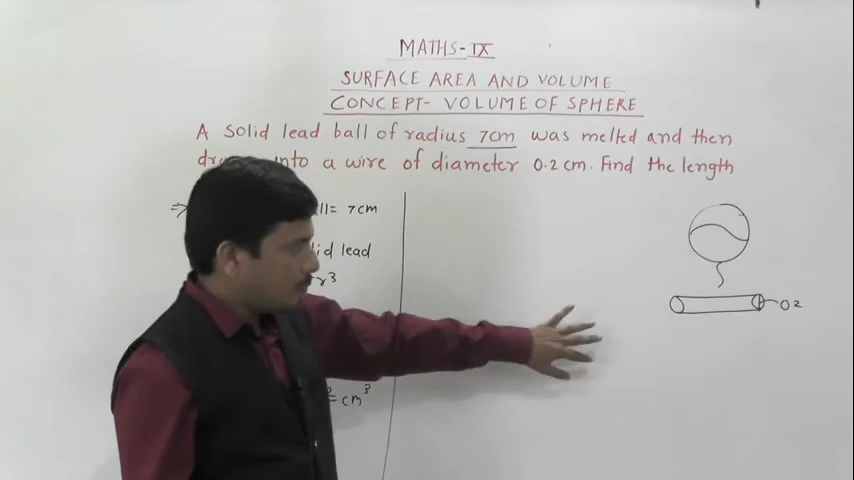 MATHS-IX
SURFACE AREA AND VOLUME
CONCEPT- VOLUME OF SPHERE
A solid lead ball of radius 7cm was melted and then
into a wire of diameter 0.2 cm. Find the length
⇒ = 7cm
lead
r³
cm³
0.2